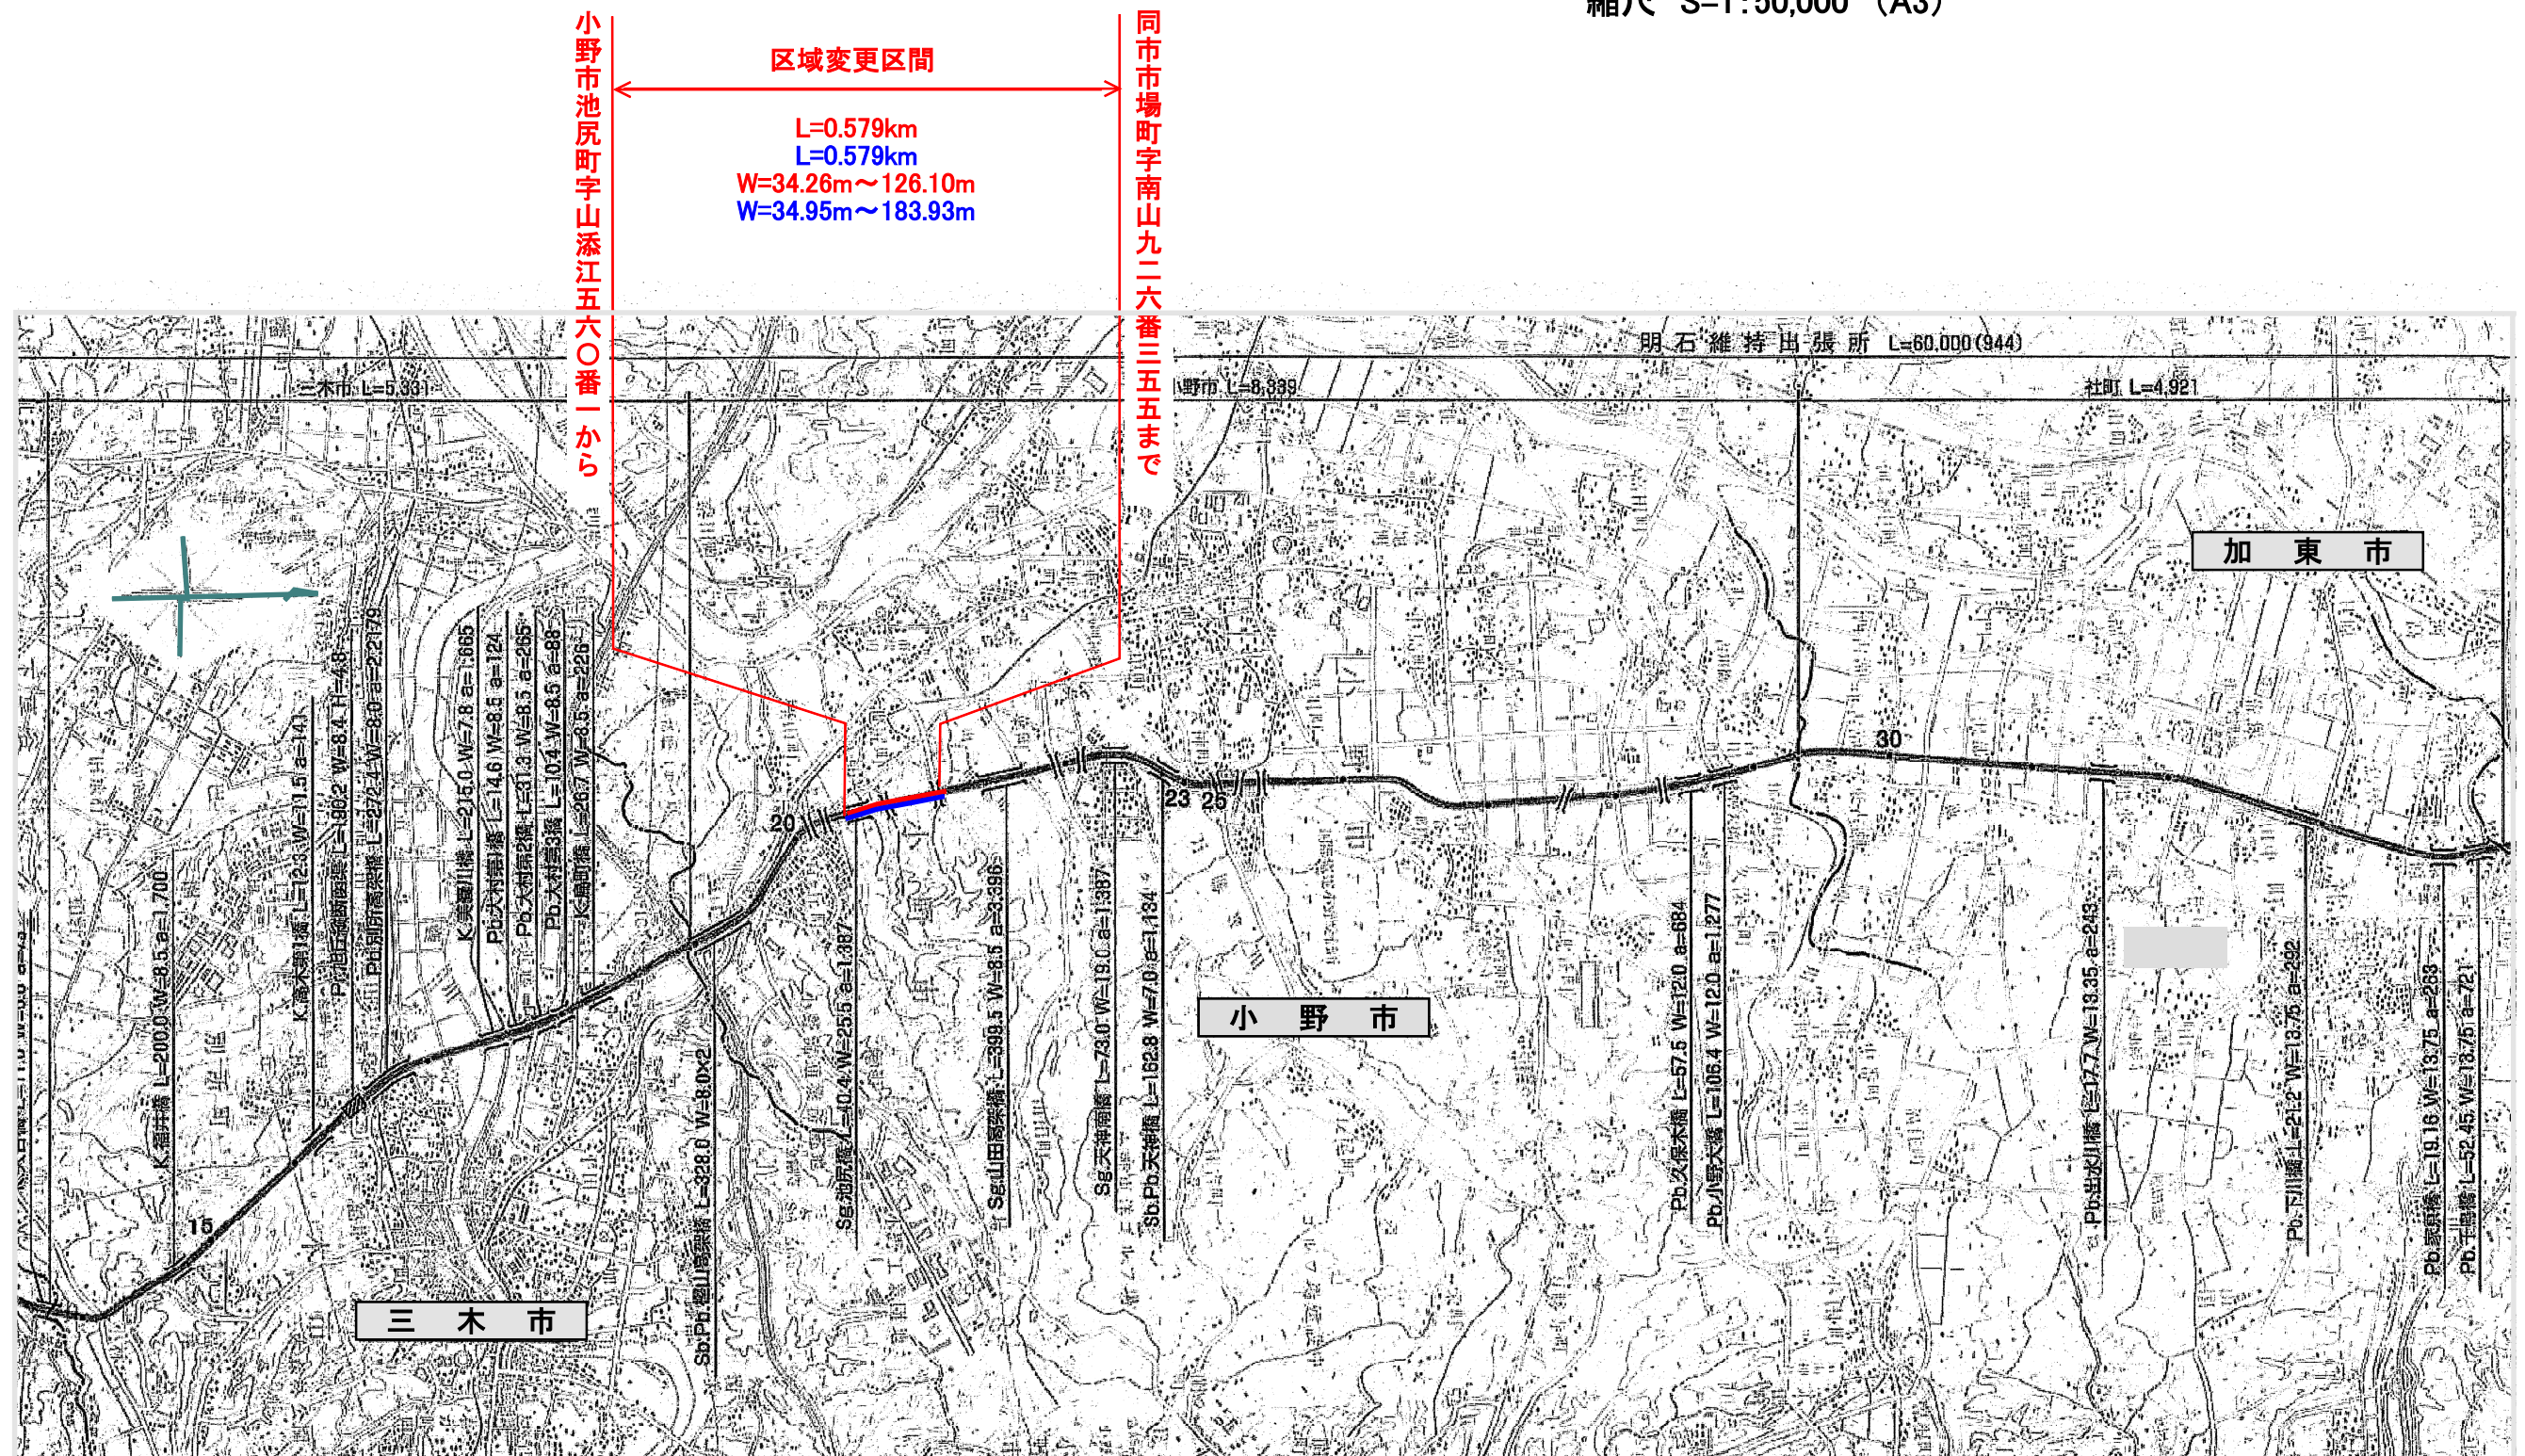 縮尺 S=1:50,000 (A3)
小野市池尻町字山添江五六〇番一から
区域変更区間
同市市場町字南山九二六番三五五まで
L=0.579km
L=0.579km
W=34.26m～126.10m
W=34.95m～183.93m
明石維持出張所 L=60,000(944)
三木市 L=5,331
小野市 L=8,339
社町 L=4,921
加東市
30
23 25
20
15
K.福井橋 L=200.0 W=8.5 a=1,700
K.高木第1橋 L=12.3 W=11.5 a=141
Pb.別所高架橋 L=272.4 W=8.0 a=2,2179
K.美嚢川橋 L=215.0 W=7.8 a=1,665
Pb.大村第1橋 L=14.6 W=8.5 a=124
Pb.大村第2橋 L=31.3 W=8.5 a=265
Pb.大村第3橋 L=10.4 W=8.5 a=88
K.島町橋 L=26.7 W=8.5 a=226
L=328.0 W=8.0×2
Sg.池尻橋 L=40.4 W=25.5 a=1,387
Sg.山田高架橋 L=399.5 W=8.5 a=3,396
Sg.天神南橋 L=73.0 W=19.0 a=1,387
Sb.Pb.天神橋 L=162.8 W=7.0 a=1,134
Pb.久保木橋 L=57.5 W=12.0 a=684
Pb.小野大橋 L=106.4 W=12.0 a=1,277
Pb.出水川橋 L=17.7 W=13.35 a=243
Pb.下川橋 L=21.2 W=13.75 a=292
L=19.16 W=13.75 a=263
Pb.千鳥橋 L=52.45 W=13.75 a=721
小野市
三木市